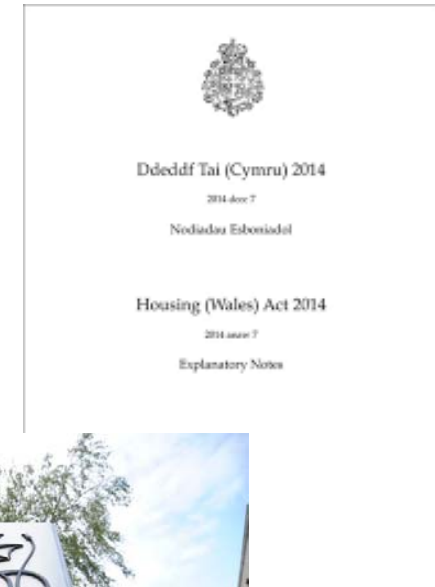 Ddeddf Tai (Cymru) 2014
2014 dccc 7
Nodiadau Esboniadol
Housing (Wales) Act 2014
2014 anaw 7
Explanatory Notes